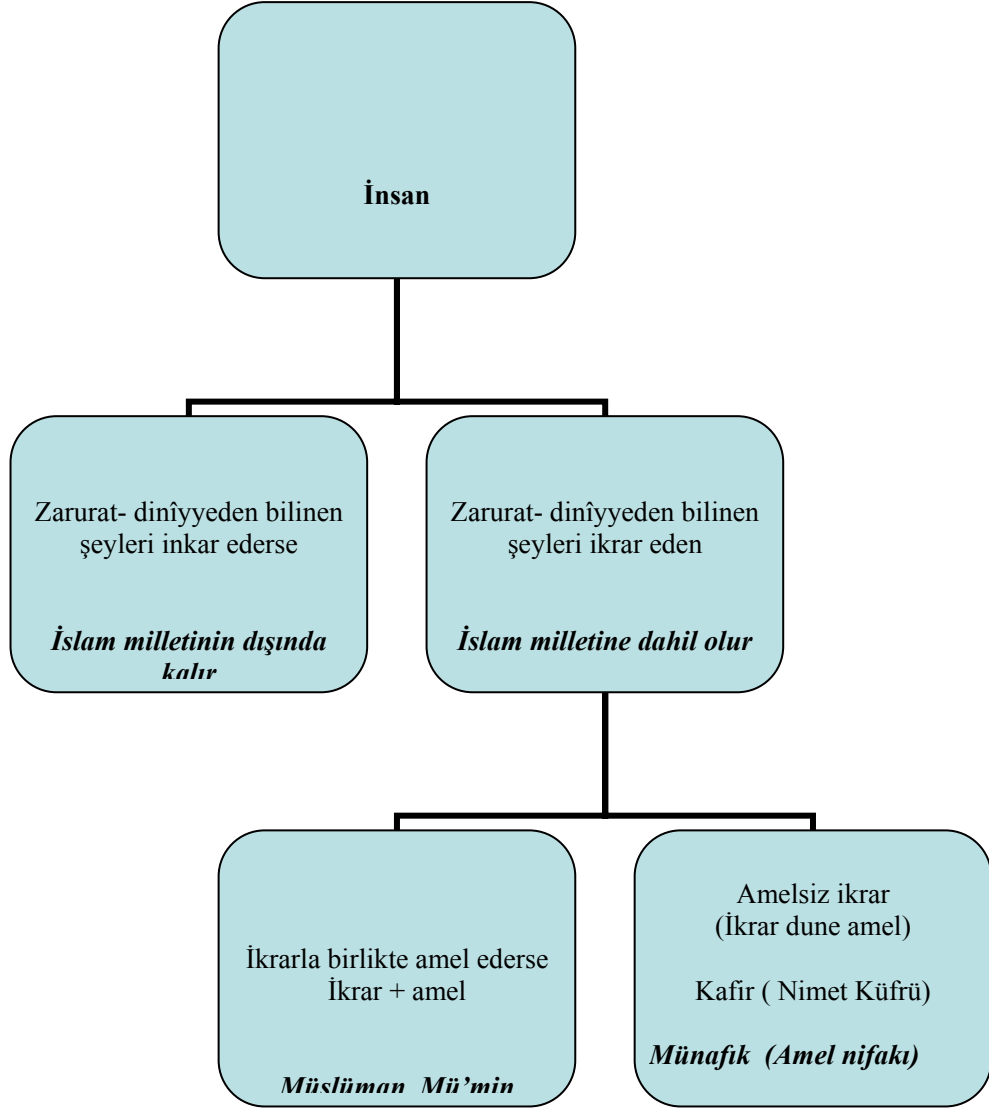 İnsan
Zarurat- dinîyyeden bilinen
şeyleri inkar ederse
İslam milletinin dışında
kalır
Zarurat- dinîyyeden bilinen
şeyleri ikrar eden
İslam milletine dahil olur
İkrarla birlikte amel ederse
İkrar + amel
Müslüman Mü’min
Amelsiz ikrar
(İkrar dune amel)
Kafir ( Nimet Küfrü)
Münafık (Amel nifakı)